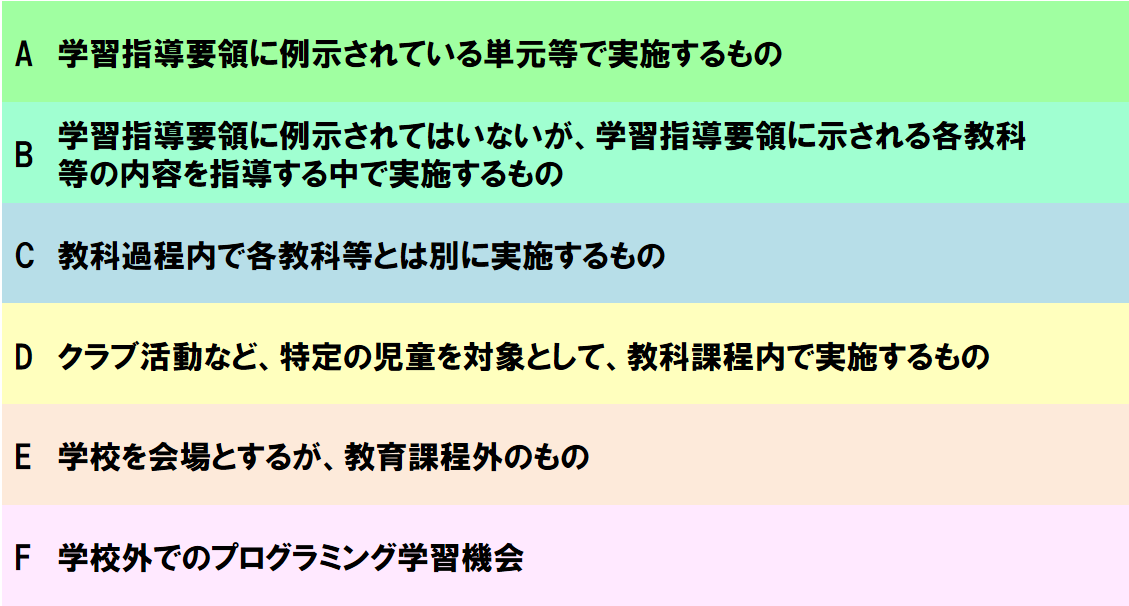 A 学習指導要領に例示されている単元等で実施するもの
B 学習指導要領に例示されてはいないが、学習指導要領に示される各教科
等の内容を指導する中で実施するもの
C 教科過程内で各教科等とは別に実施するもの
D クラブ活動など、特定の児童を対象として、教科課程内で実施するもの
E 学校を会場とするが、教育課程外のもの
F 学校外でのプログラミング学習機会